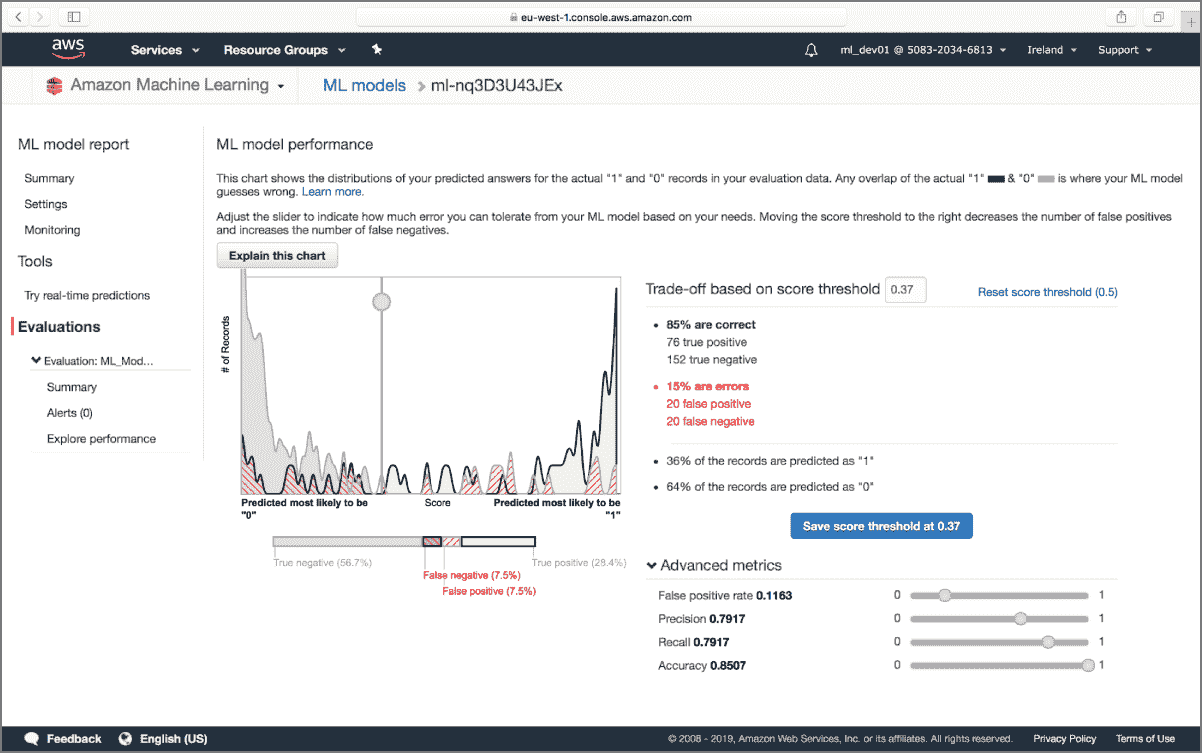 eu-west-1.console.aws.amazon.com
aws Services Resource Groups ml_dev01 @ 5083-2034-6813 Ireland Support
Amazon Machine Learning ML models > ml-nq3D3U43JEx
ML model report
Summary
Settings
Monitoring
Tools
Try real-time predictions
Evaluations
Evaluation: ML_Mod...
Summary
Alerts (0)
Explore performance
ML model performance
This chart shows the distributions of your predicted answers for the actual "1" and "0" records in your evaluation data. Any overlap of the actual "1" & "0" is where your ML model
guesses wrong. Learn more.
Adjust the slider to indicate how much error you can tolerate from your ML model based on your needs. Moving the score threshold to the right decreases the number of false positives
and increases the number of false negatives.
Explain this chart
# of Records
Predicted most likely to be
"0"
Score
Predicted most likely to be
"1"
True negative (56.7%)
True positive (28.4%)
False negative (7.5%)
False positive (7.5%)
Trade-off based on score threshold 0.37 Reset score threshold (0.5)
• 85% are correct
76 true positive
152 true negative
• 15% are errors
20 false positive
20 false negative
• 36% of the records are predicted as "1"
• 64% of the records are predicted as "0"
Save score threshold at 0.37
Advanced metrics
False positive rate 0.1163 0 1
Precision 0.7917 0 1
Recall 0.7917 0 1
Accuracy 0.8507 0 1
Feedback English (US) © 2008 - 2019, Amazon Web Services, Inc. or its affiliates. All rights reserved. Privacy Policy Terms of Use